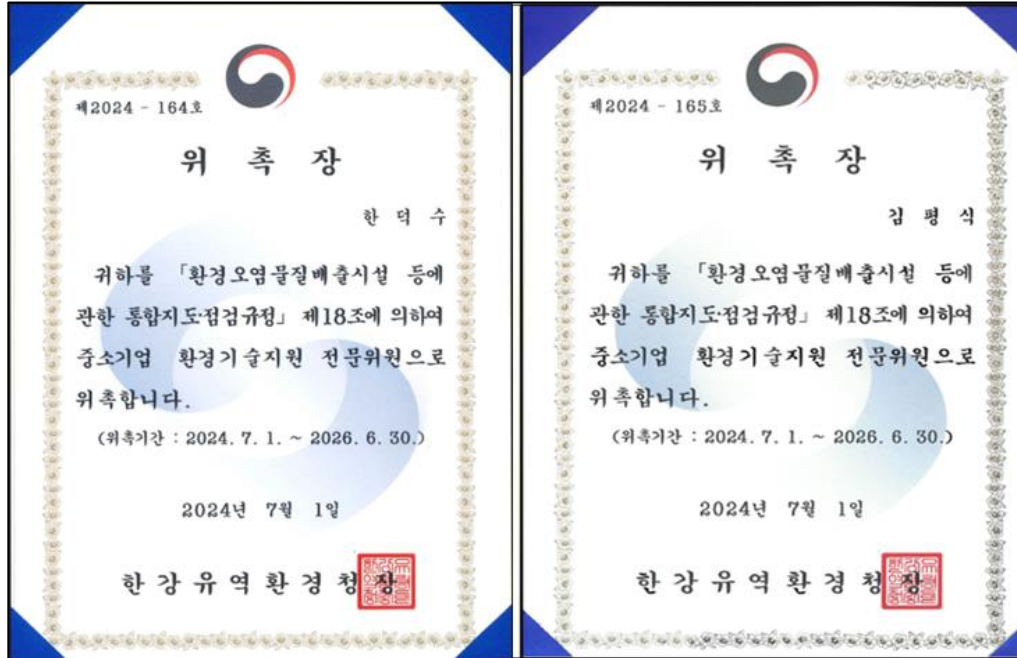 제2024 - 164호
위 촉 장
한 덕 수
귀하를 「환경오염물질배출시설 등에
관한 통합지도·점검규정」 제18조에 의하여
중소기업 환경기술지원 전문위원으로
위촉합니다.
(위촉기간 : 2024. 7. 1. ~ 2026. 6. 30.)
2024년 7월 1일
한강유역환경청장
제2024 - 165호
위 촉 장
김 평 식
귀하를 「환경오염물질배출시설 등에
관한 통합지도·점검규정」 제18조에 의하여
중소기업 환경기술지원 전문위원으로
위촉합니다.
(위촉기간 : 2024. 7. 1. ~ 2026. 6. 30.)
2024년 7월 1일
한강유역환경청장